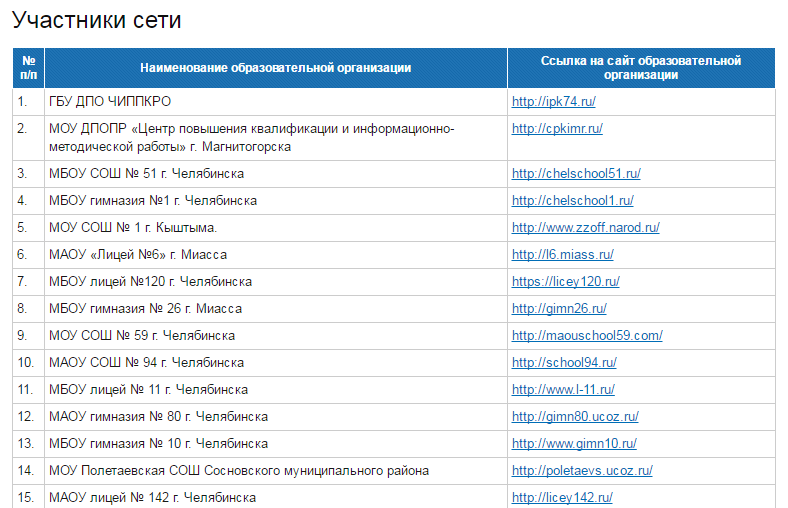 Участники сети
№ п/п Наименование образовательной организации Ссылка на сайт образовательной организации
1. ГБУ ДПО ЧИППКРО http://ipk74.ru/
2. МОУ ДПОПР «Центр повышения квалификации и информационно-
методической работы» г. Магнитогорска http://cpkimr.ru/
3. МБОУ СОШ № 51 г. Челябинска http://chelschool51.ru/
4. МБОУ гимназия №1 г. Челябинска http://chelschool1.ru/
5. МОУ СОШ № 1 г. Кыштыма. http://www.zzoff.narod.ru/
6. МАОУ «Лицей №6» г. Миасса http://l6.miass.ru/
7. МБОУ лицей №120 г. Челябинска https://licey120.ru/
8. МБОУ гимназия № 26 г. Миасса http://gimn26.ru/
9. МОУ СОШ № 59 г. Челябинска http://maouschool59.com/
10. МАОУ СОШ № 94 г. Челябинска http://school94.ru/
11. МБОУ лицей № 11 г. Челябинска http://www.l-11.ru/
12. МАОУ гимназия № 80 г. Челябинска http://gimn80.ucoz.ru/
13. МБОУ гимназия № 10 г. Челябинска http://www.gimn10.ru/
14. МОУ Полетаевская СОШ Сосновского муниципального района http://poletaevs.ucoz.ru/
15. МАОУ лицей № 142 г. Челябинска http://licey142.ru/